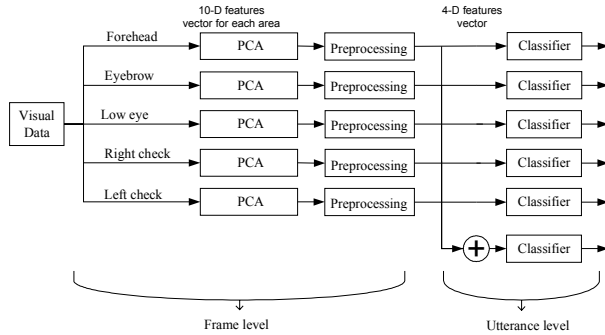 10-D features
vector for each area
4-D features
vector
Forehead
PCA
Preprocessing
Classifier
Eyebrow
PCA
Preprocessing
Classifier
Visual
Data
Low eye
PCA
Preprocessing
Classifier
Right check
PCA
Preprocessing
Classifier
Left check
PCA
Preprocessing
Classifier
+
Classifier
Frame level
Utterance level